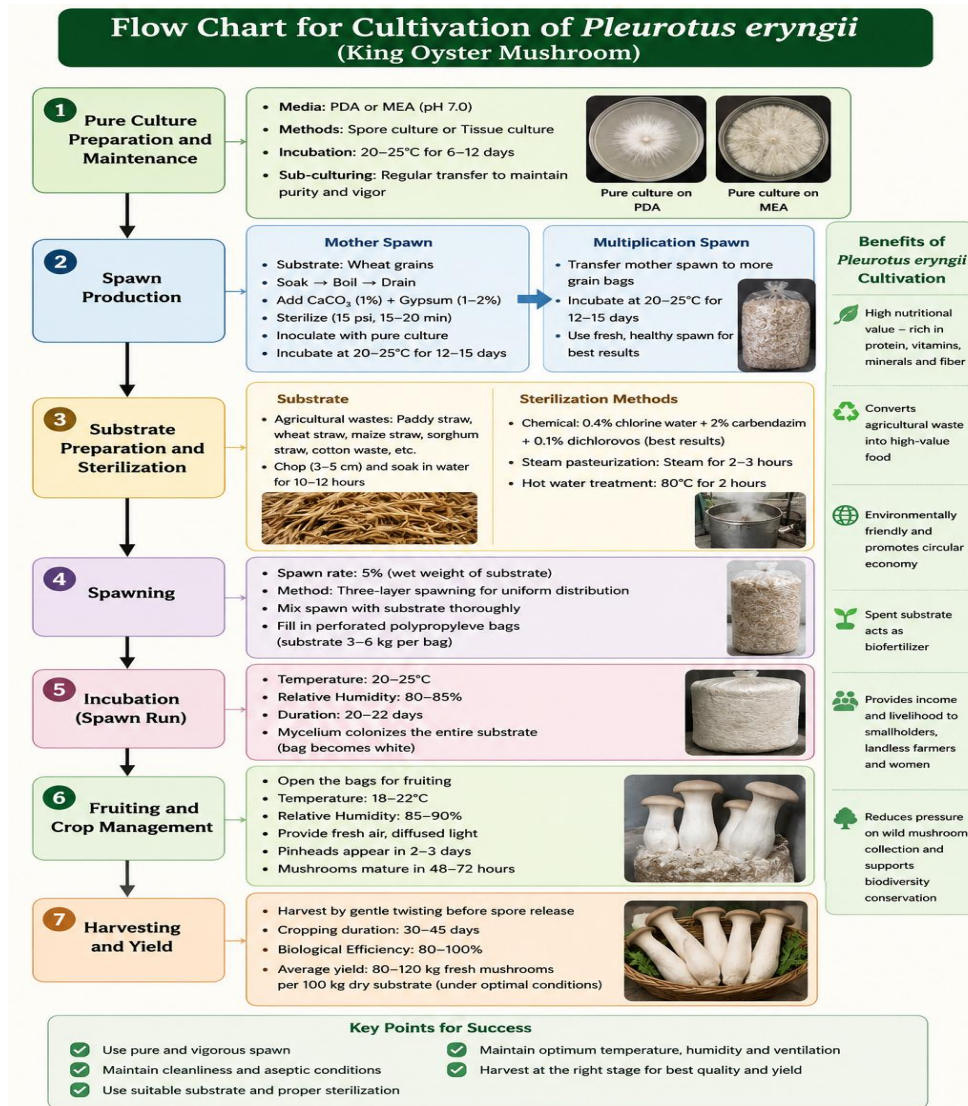 Flow Chart for Cultivation of Pleurotus eryngii
(King Oyster Mushroom)
1
Pure Culture
Preparation and
Maintenance
• Media: PDA or MEA (pH 7.0)
• Methods: Spore culture or Tissue culture
• Incubation: 20–25°C for 6–12 days
• Sub-culturing: Regular transfer to maintain
purity and vigor
Pure culture on
PDA
Pure culture on
MEA
2
Spawn
Production
Mother Spawn
• Substrate: Wheat grains
• Soak → Boil → Drain
• Add CaCO₃ (1%) + Gypsum (1–2%)
• Sterilize (15 psi, 15–20 min)
• Inoculate with pure culture
• Incubate at 20–25°C for 12–15 days
Multiplication Spawn
• Transfer mother spawn to more
grain bags
• Incubate at 20–25°C for
12–15 days
• Use fresh, healthy spawn for
best results
3
Substrate
Preparation and
Sterilization
Substrate
• Agricultural wastes: Paddy straw,
wheat straw, maize straw, sorghum
straw, cotton waste, etc.
• Chop (3–5 cm) and soak in water
for 10–12 hours
Sterilization Methods
• Chemical: 0.4% chlorine water + 2% carbendazim
+ 0.1% dichlorovos (best results)
• Steam pasteurization: Steam for 2–3 hours
• Hot water treatment: 80°C for 2 hours
4
Spawning
• Spawn rate: 5% (wet weight of substrate)
• Method: Three-layer spawning for uniform distribution
• Mix spawn with substrate thoroughly
• Fill in perforated polypropyleve bags
(substrate 3–6 kg per bag)
5
Incubation
(Spawn Run)
• Temperature: 20–25°C
• Relative Humidity: 80–85%
• Duration: 20–22 days
• Mycelium colonizes the entire substrate
(bag becomes white)
6
Fruiting and
Crop Management
• Open the bags for fruiting
• Temperature: 18–22°C
• Relative Humidity: 85–90%
• Provide fresh air, diffused light
• Pinheads appear in 2–3 days
• Mushrooms mature in 48–72 hours
7
Harvesting
and Yield
• Harvest by gentle twisting before spore release
• Cropping duration: 30–45 days
• Biological Efficiency: 80–100%
• Average yield: 80–120 kg fresh mushrooms
per 100 kg dry substrate (under optimal conditions)
Benefits of
Pleurotus eryngii
Cultivation
High nutritional
value – rich in
protein, vitamins,
minerals and fiber
Converts
agricultural waste
into high-value
food
Environmentally
friendly and
promotes circular
economy
Spent substrate
acts as
biofertilizer
Provides income
and livelihood to
smallholders,
landless farmers
and women
Reduces pressure
on wild mushroom
collection and
supports
biodiversity
conservation
Key Points for Success
Use pure and vigorous spawn
Maintain cleanliness and aseptic conditions
Use suitable substrate and proper sterilization
Maintain optimum temperature, humidity and ventilation
Harvest at the right stage for best quality and yield